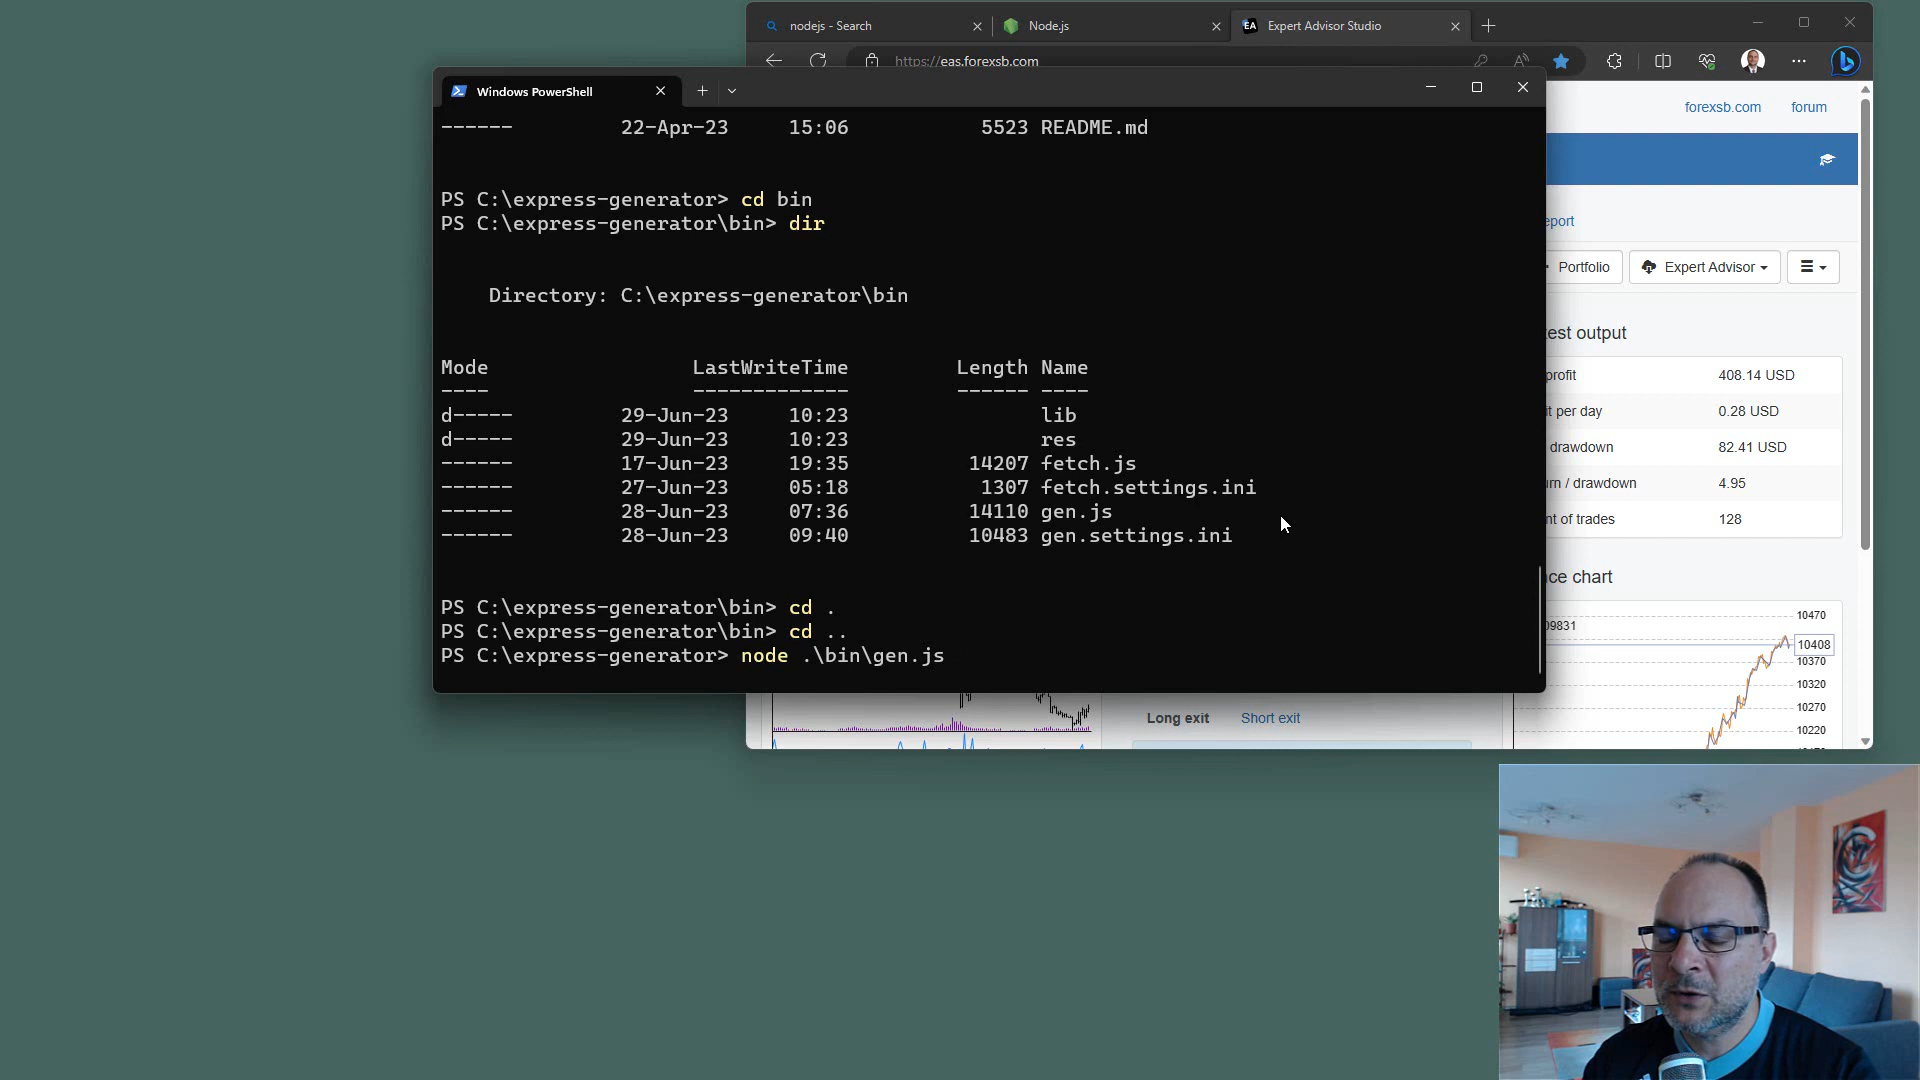 nodejs - Search
Node.js
Expert Advisor Studio
https://eas.forexsb.com
Windows PowerShell
forexsb.com forum
Portfolio
Expert Advisor
------ 22-Apr-23 15:06 5523 README.md
PS C:\express-generator> cd bin
PS C:\express-generator\bin> dir
Directory: C:\express-generator\bin
Mode LastWriteTime Length Name
---- ------------- ------ ----
d----- 29-Jun-23 10:23 lib
d----- 29-Jun-23 10:23 res
------ 17-Jun-23 19:35 14207 fetch.js
------ 27-Jun-23 05:18 1307 fetch.settings.ini
------ 28-Jun-23 07:36 14110 gen.js
------ 28-Jun-23 09:40 10483 gen.settings.ini
PS C:\express-generator\bin> cd .
PS C:\express-generator\bin> cd ..
PS C:\express-generator> node .\bin\gen.js
output
profit 408.14 USD
per day 0.28 USD
drawdown 82.41 USD
/ drawdown 4.95
of trades 128
chart
09831
10470
10408
10370
10320
10270
10220
Long exit Short exit